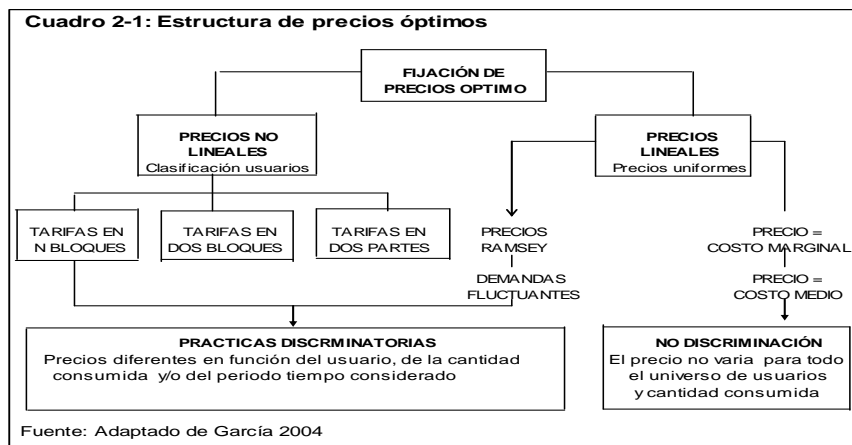 Cuadro 2-1: Estructura de precios óptimos
FIJACIÓN DE
PRECIOS OPTIMO
PRECIOS NO
LINEALES
Clasificación usuarios
PRECIOS
LINEALES
Precios uniformes
TARIFAS EN
N BLOQUES
TARIFAS EN
DOS BLOQUES
TARIFAS EN
DOS PARTES
PRECIOS
RAMSEY
DEMANDAS
FLUCTUANTES
PRECIO =
COSTO MARGINAL
PRECIO =
COSTO MEDIO
PRACTICAS DISCRMINATORIAS
Precios diferentes en función del usuario, de la cantidad
consumida y/o del periodo tiempo considerado
NO DISCRIMINACIÓN
El precio no varia para todo
el universo de usuarios
y cantidad consumida
Fuente: Adaptado de García 2004